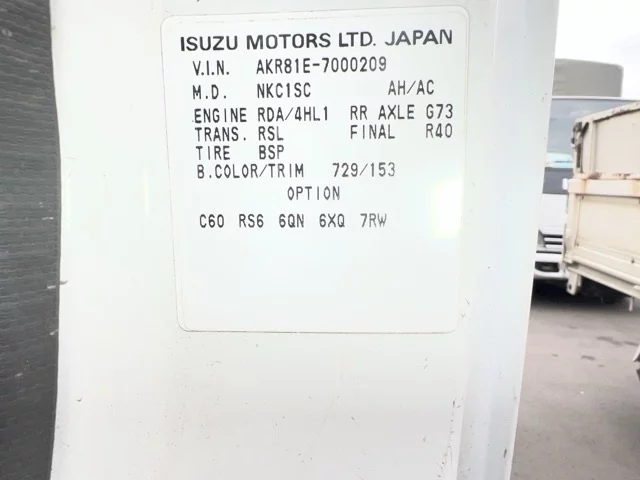 ISUZU MOTORS LTD. JAPAN
V.I.N. AKR81E-7000209
M.D. NKC1SC AH/AC
ENGINE RDA/4HL1 RR AXLE G73
TRANS. RSL FINAL R40
TIRE BSP
B.COLOR/TRIM 729/153
OPTION
C60 RS6 6QN 6XQ 7RW